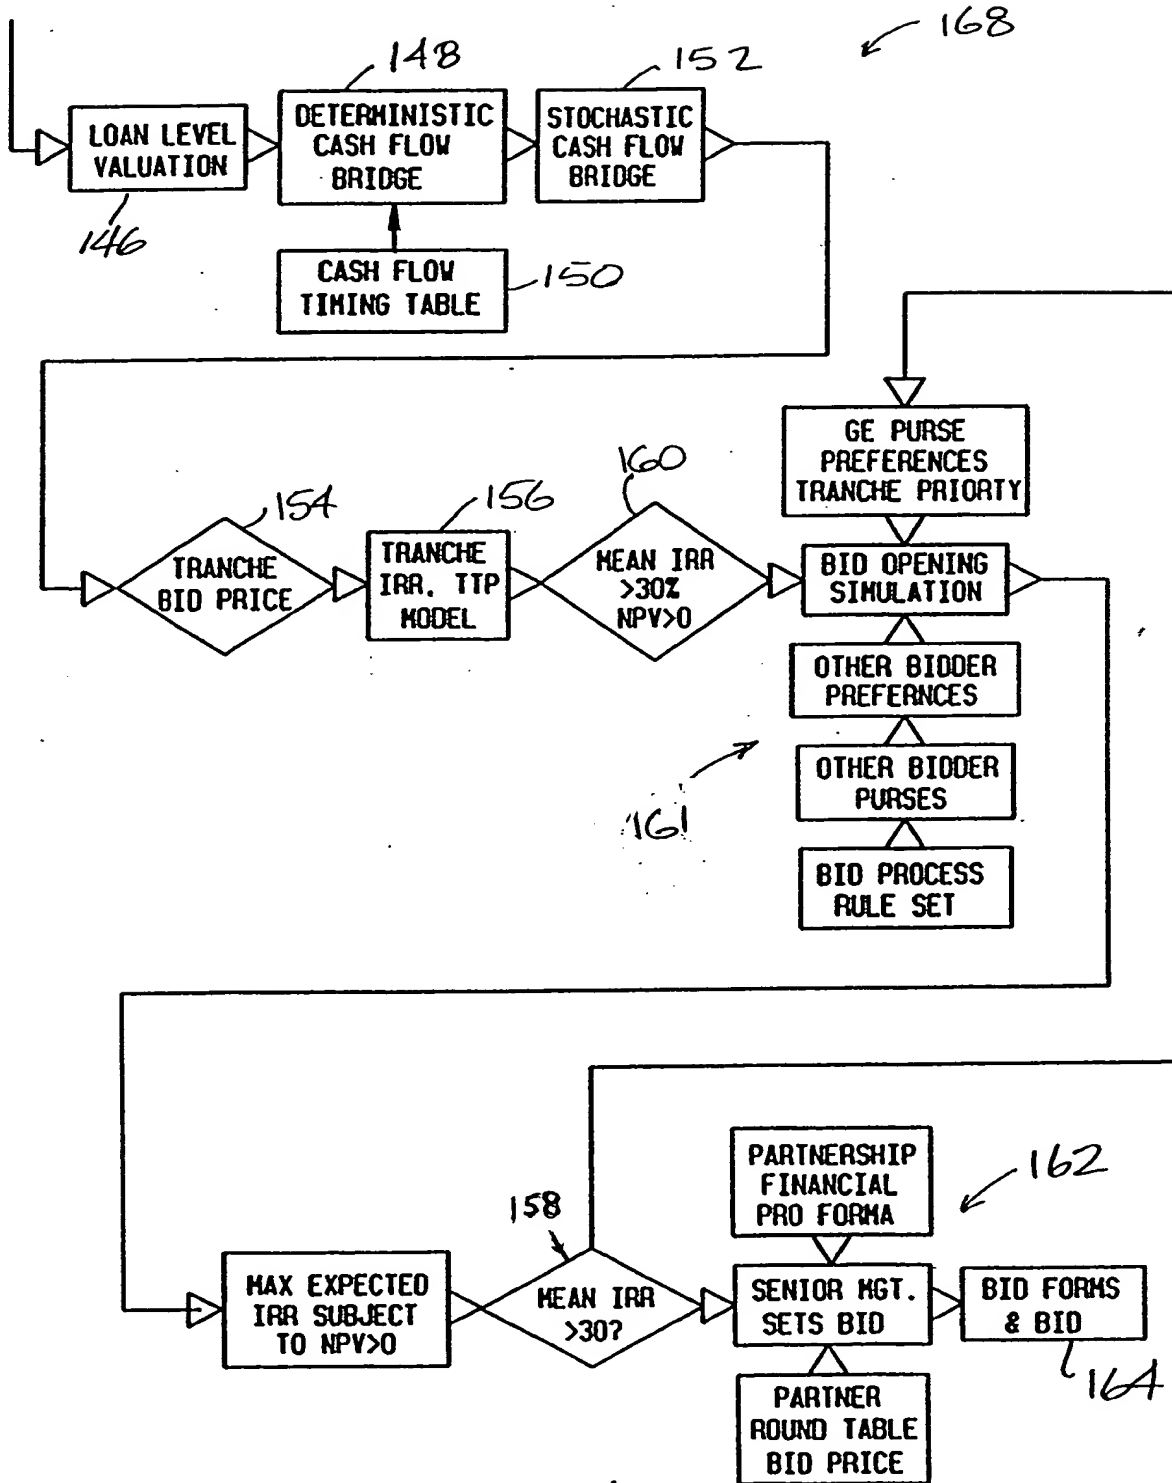 168
148
152
LOAN LEVEL
VALUATION
146
DETERMINISTIC
CASH FLOW
BRIDGE
STOCHASTIC
CASH FLOW
BRIDGE
CASH FLOW
TIMING TABLE
150
GE PURSE
PREFERENCES
TRANCHE PRIORTY
154
TRANCHE
BID PRICE
156
TRANCHE
IRR. TTP
MODEL
160
MEAN IRR
>30%
NPV>0
BID OPENING
SIMULATION
OTHER BIDDER
PREFERNCES
OTHER BIDDER
PURSES
161
BID PROCESS
RULE SET
MAX EXPECTED
IRR SUBJECT
TO NPV>0
158
MEAN IRR
>30?
PARTNERSHIP
FINANCIAL
PRO FORMA
162
SENIOR MGT.
SETS BID
BID FORMS
& BID
164
PARTNER
ROUND TABLE
BID PRICE